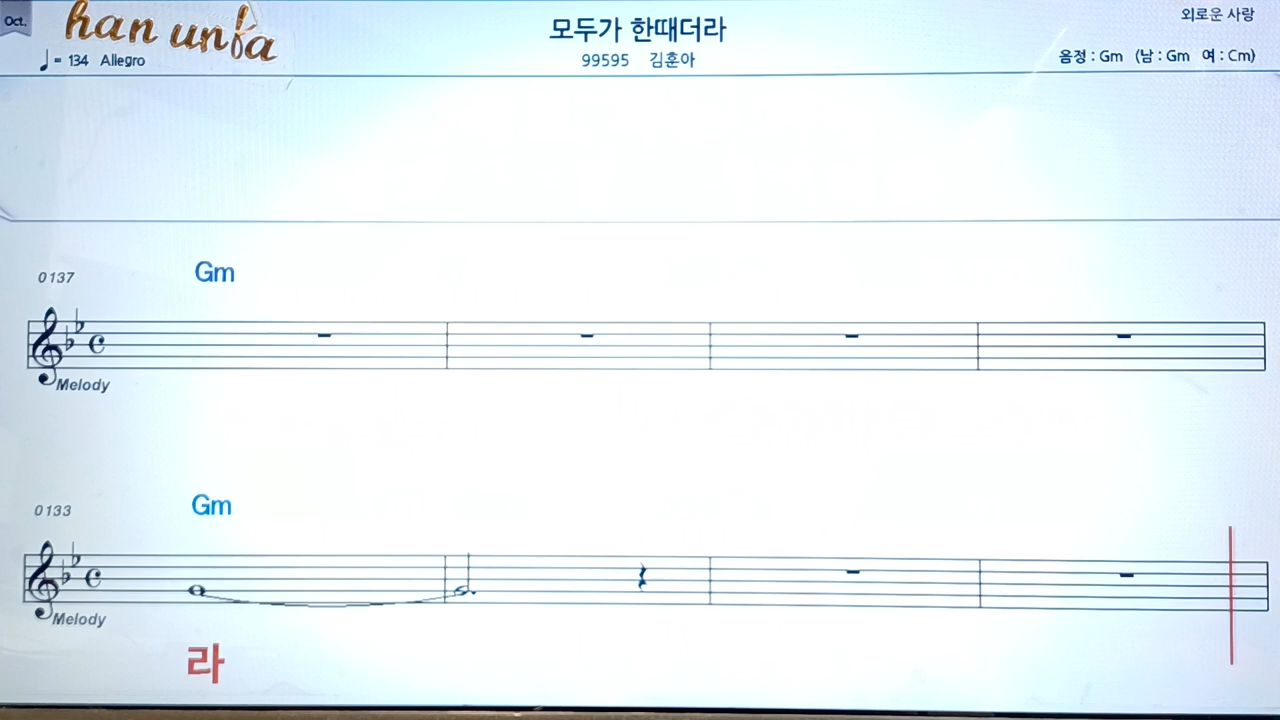 Oct.
han unfa
모두가 한때더라
외로운 사랑
♩ = 134 Allegro
99595 김훈아
음정 : Gm (남 : Gm 여 : Cm)
0137
Gm
Melody
0133
Gm
Melody
라